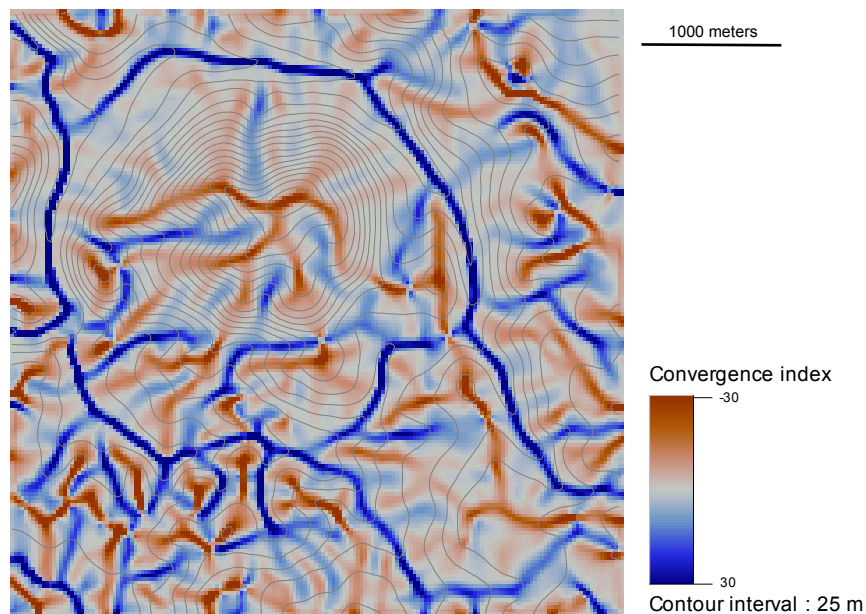 1000 meters
Convergence index
-30
30
Contour interval : 25 m